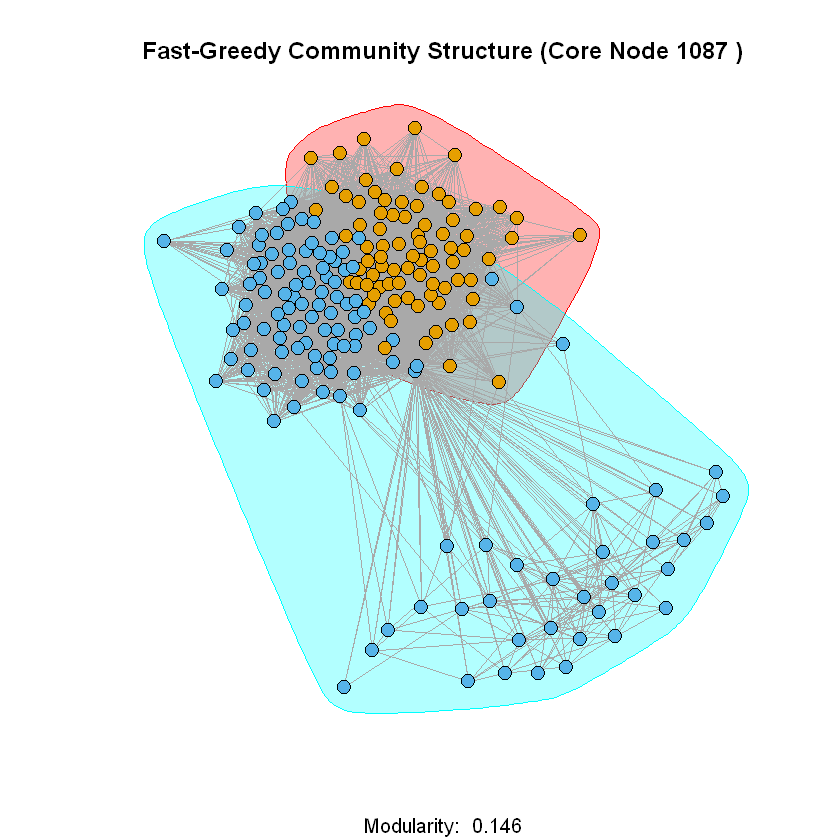 Fast-Greedy Community Structure (Core Node 1087 )
Modularity:  0.146